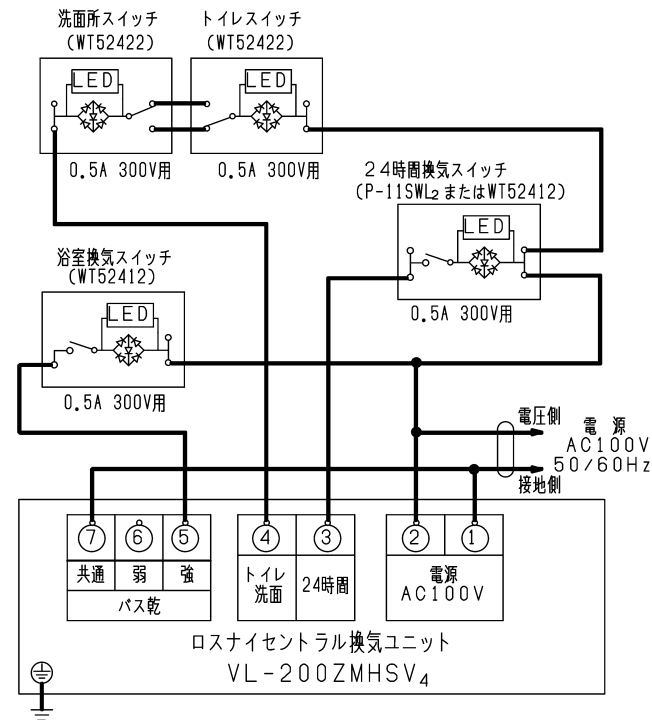 洗面所スイッチ
(WT52422)
トイレスイッチ
(WT52422)
LED
LED
0.5A 300V用
0.5A 300V用
24時間換気スイッチ
(P-11SWL2またはWT52412)
LED
0.5A 300V用
浴室換気スイッチ
(WT52412)
LED
0.5A 300V用
電圧側
電 源
AC100V
50/60Hz
接地側
7
6
5
4
3
2
1
共通
弱
強
バス乾
トイレ
洗面
24時間
電源
AC100V
ロスナイセントラル換気ユニット
VL-200ZMHSV4